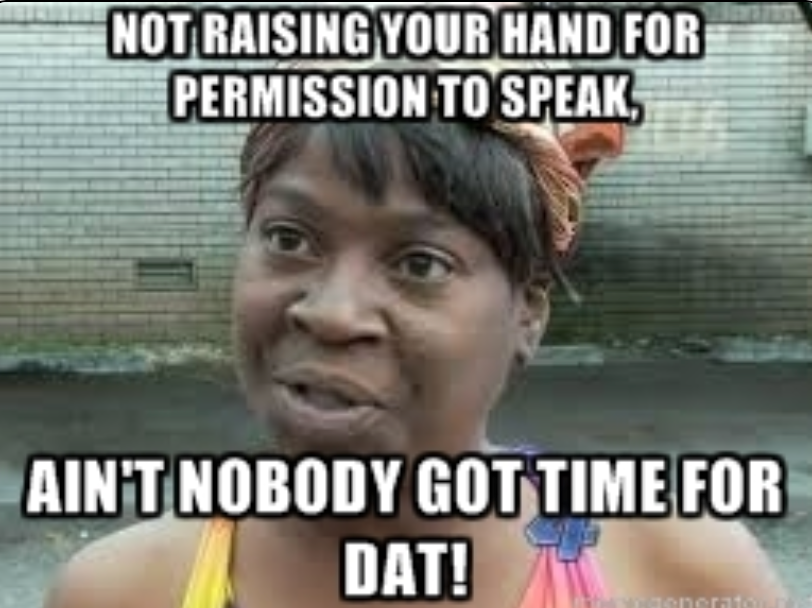 NOT RAISING YOUR HAND FOR
PERMISSION TO SPEAK,
AIN'T NOBODY GOT TIME FOR
DAT!